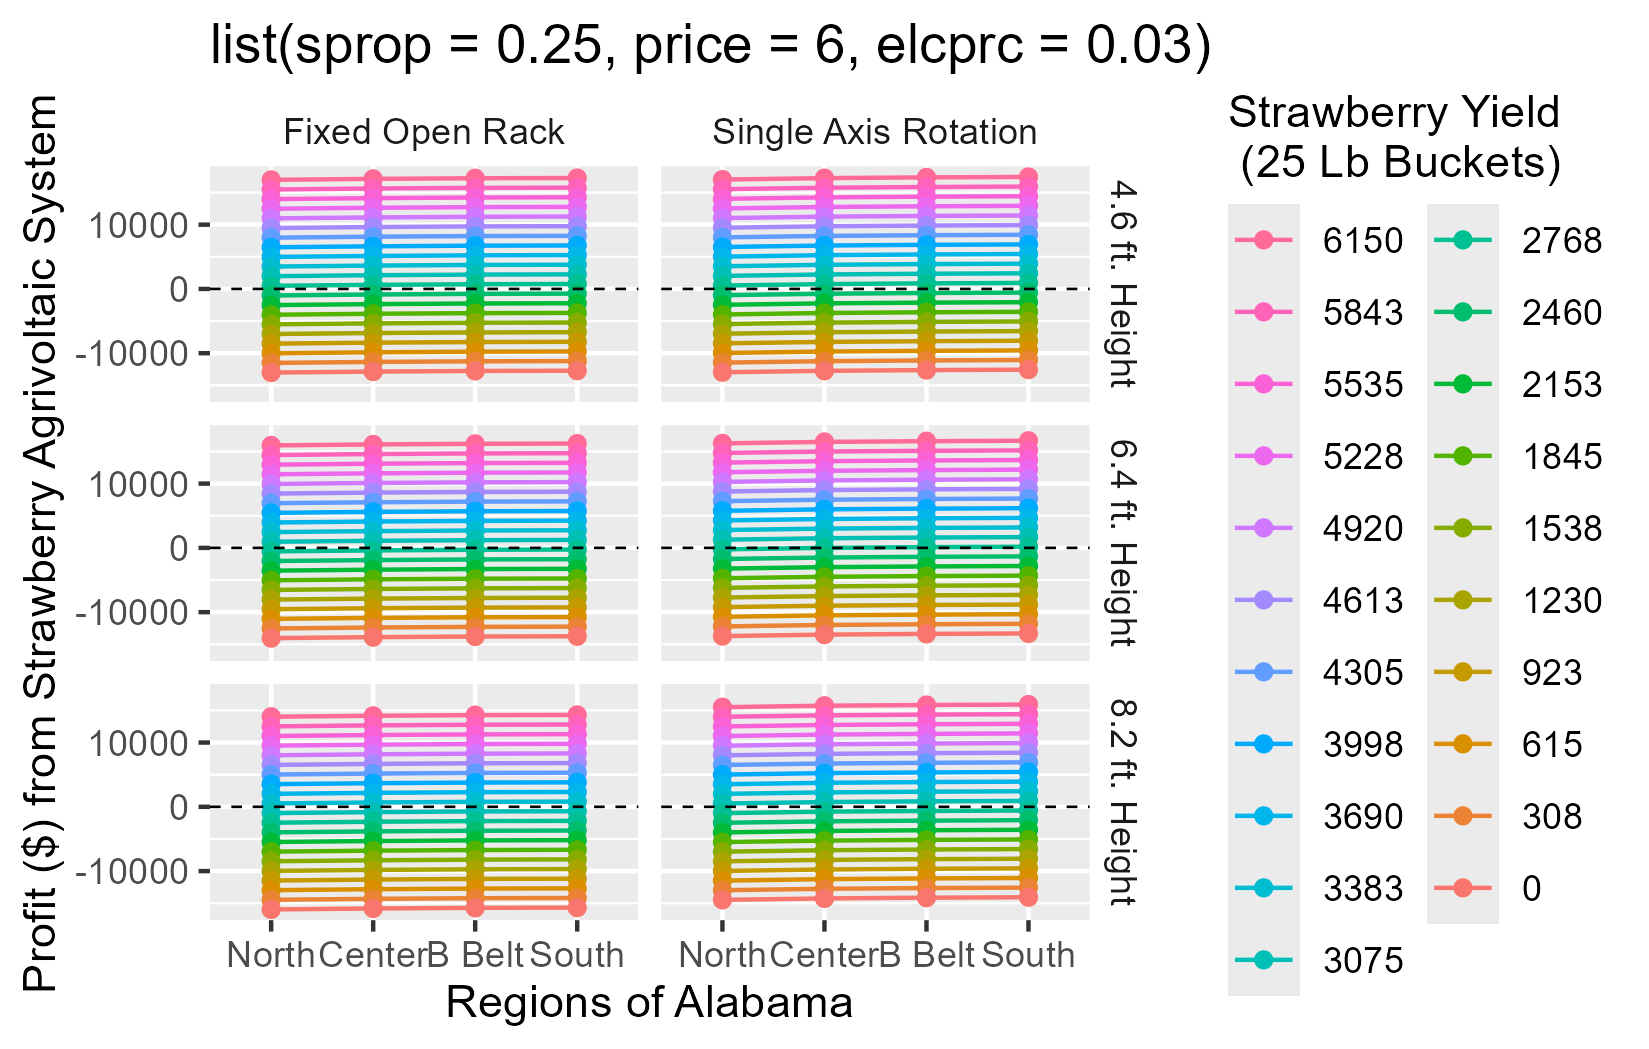 list(sprop = 0.25, price = 6, elcprc = 0.03)
Profit ($) from Strawberry Agrivoltaic System
Fixed Open Rack
Single Axis Rotation
10000
0
-10000
4.6 ft. Height
10000
0
-10000
6.4 ft. Height
10000
0
-10000
8.2 ft. Height
North Center B Belt South
North Center B Belt South
Regions of Alabama
Strawberry Yield
(25 Lb Buckets)
6150
5843
5535
5228
4920
4613
4305
3998
3690
3383
3075
2768
2460
2153
1845
1538
1230
923
615
308
0